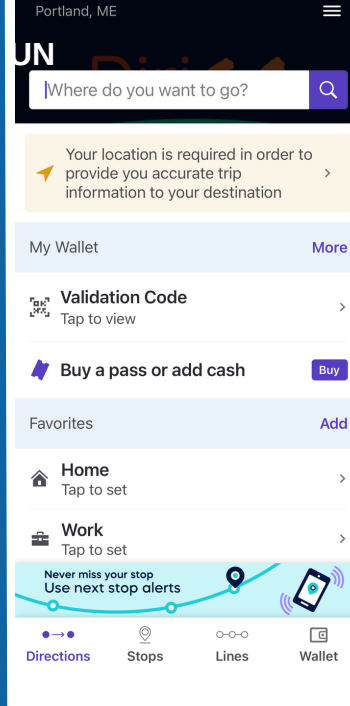 Portland, ME
UN
Where do you want to go?
Your location is required in order to
provide you accurate trip
information to your destination
My Wallet More
Validation Code
Tap to view
Buy a pass or add cash Buy
Favorites Add
Home
Tap to set
Work
Tap to set
Never miss your stop
Use next stop alerts
Directions Stops Lines Wallet